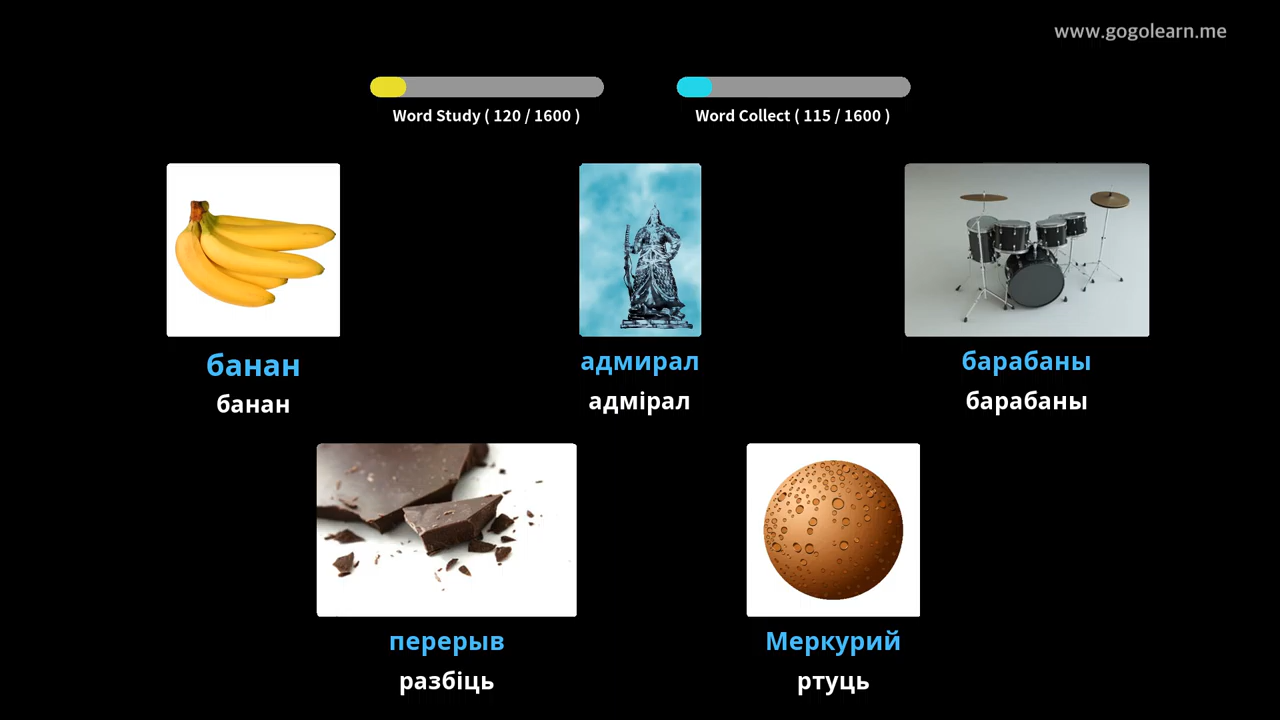 www.gogolearn.me
Word Study ( 120 / 1600 )
Word Collect ( 115 / 1600 )
банан
банан
адмирал
адмірал
барабаны
барабаны
перерыв
разбіць
Меркурий
ртуць